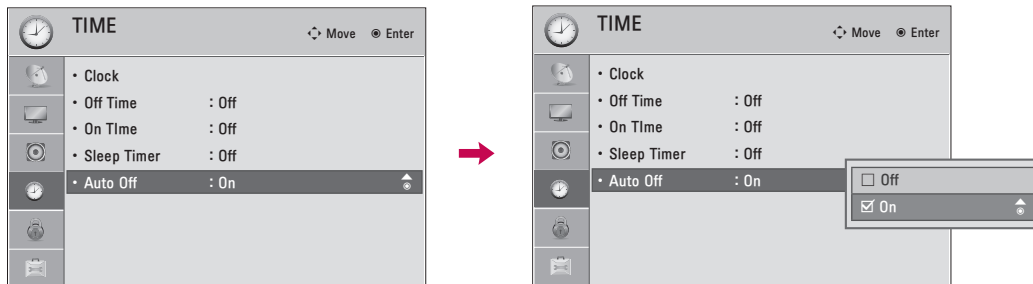 TIME
Move Enter
• Clock
• Off Time : Off
• On TIme : Off
• Sleep Timer : Off
• Auto Off : On
TIME
Move Enter
• Clock
• Off Time : Off
• On TIme : Off
• Sleep Timer : Off
• Auto Off : On
Off
On